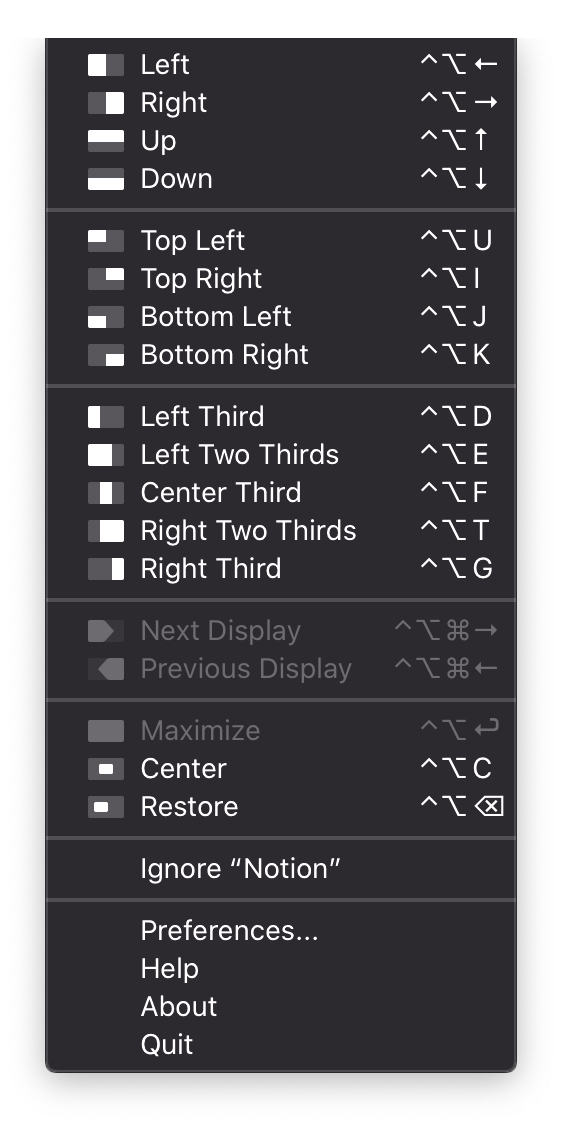 Left ^⌥←
Right ^⌥→
Up ^⌥↑
Down ^⌥↓
Top Left ^⌥U
Top Right ^⌥I
Bottom Left ^⌥J
Bottom Right ^⌥K
Left Third ^⌥D
Left Two Thirds ^⌥E
Center Third ^⌥F
Right Two Thirds ^⌥T
Right Third ^⌥G
Next Display ^⌥⌘→
Previous Display ^⌥⌘←
Maximize ^⌥↩
Center ^⌥C
Restore ^⌥⌫
Ignore “Notion”
Preferences...
Help
About
Quit